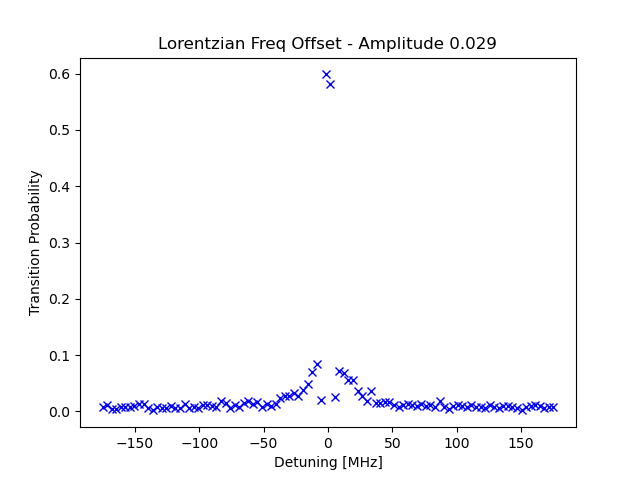 Lorentzian Freq Offset - Amplitude 0.029
0.6
0.5
0.4
0.3
0.2
0.1
0.0
Transition Probability
−150 −100 −50 0 50 100 150
Detuning [MHz]